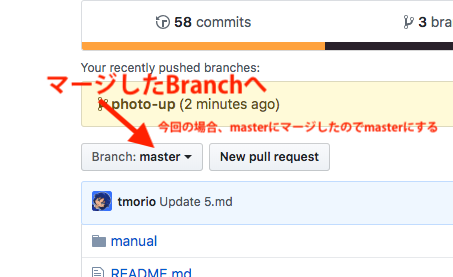 58 commits
3 bra
Your recently pushed branches:
マージしたBranchへ
photo-up (2 minutes ago)
今回の場合、masterにマージしたのでmasterにする
Branch: master
New pull request
tmorio Update 5.md
manual
README.md